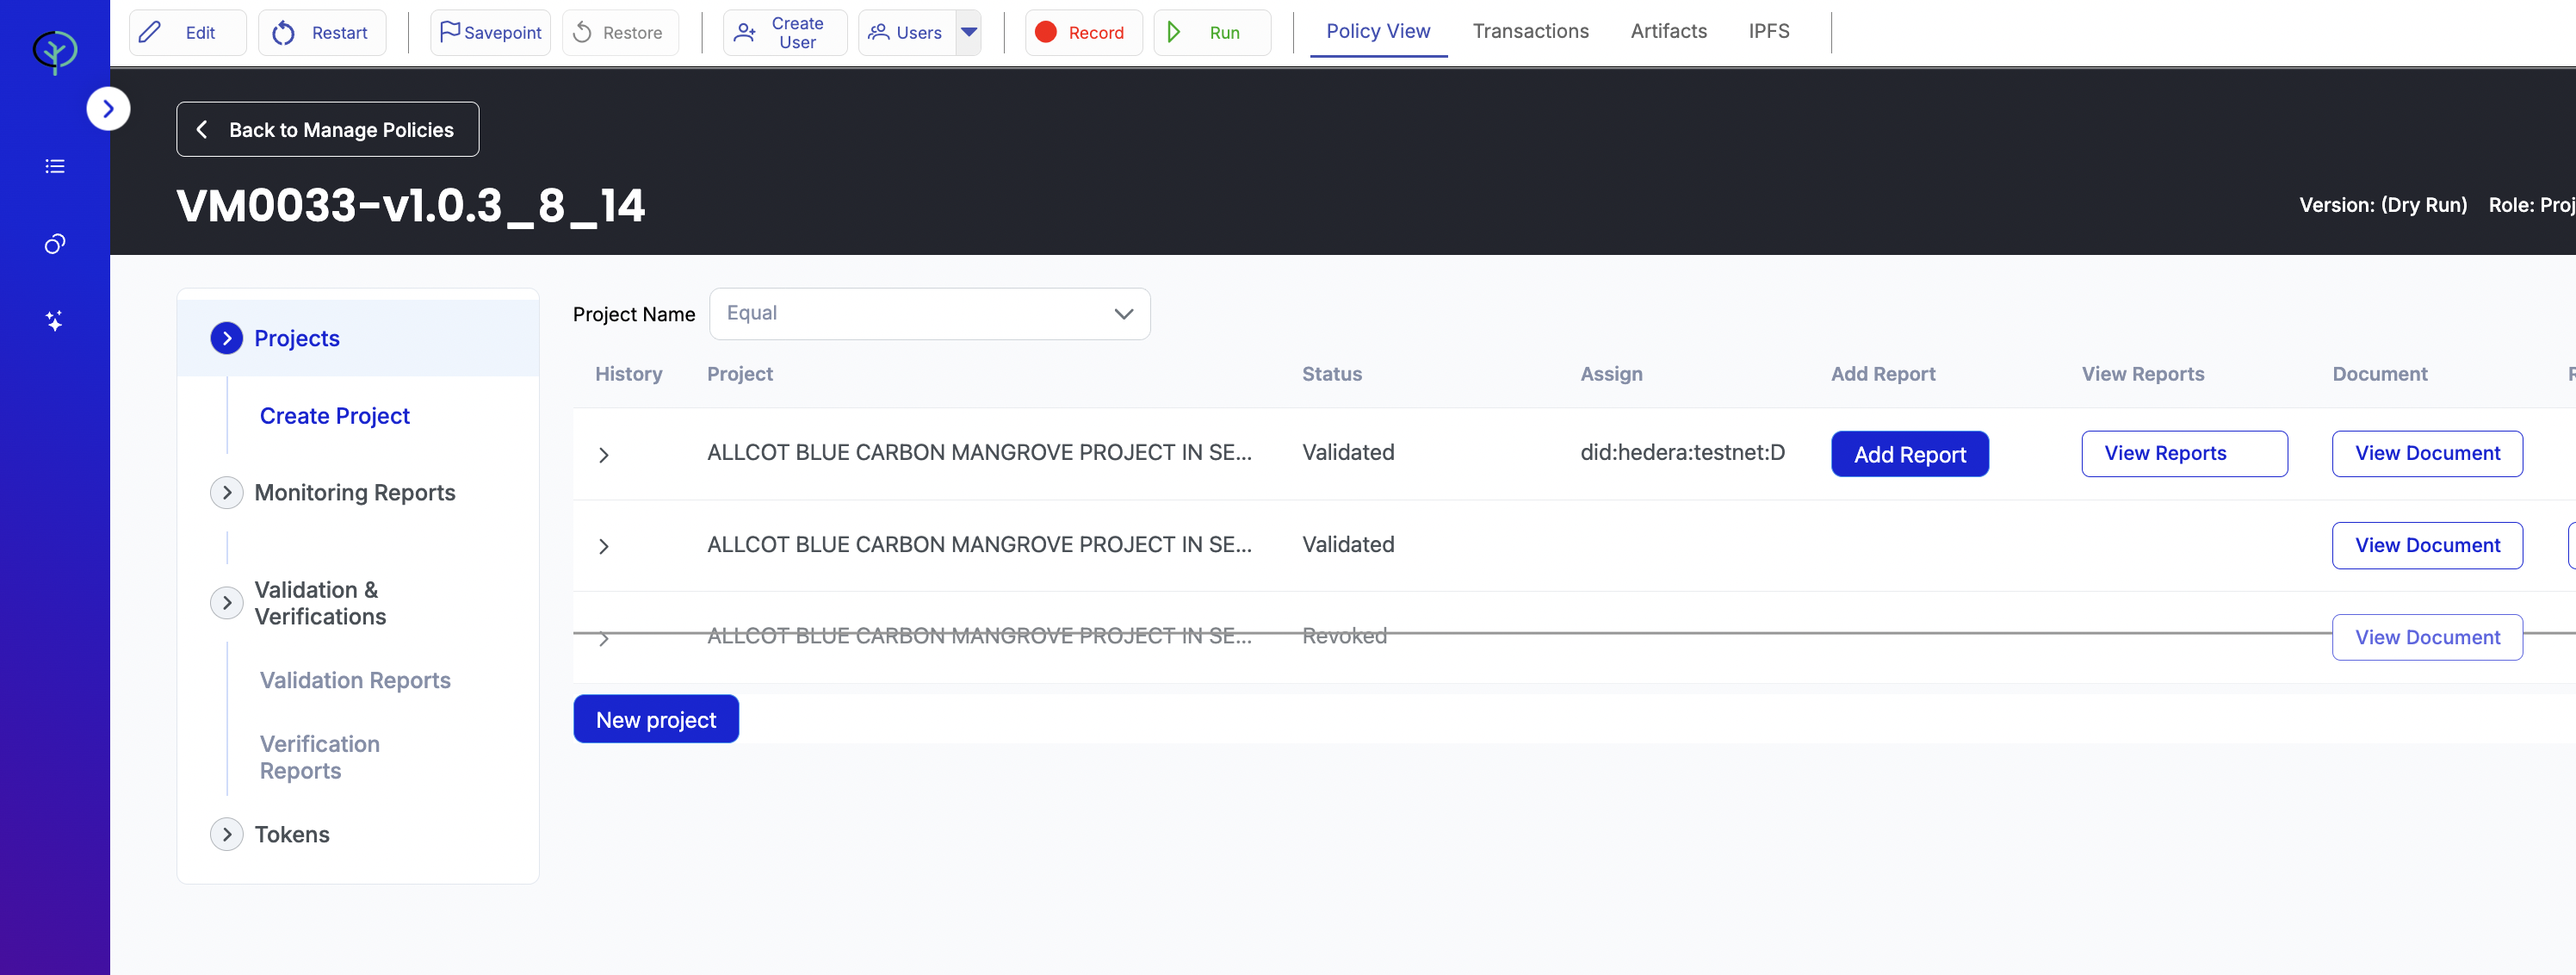 Edit Restart Savepoint Restore Create User Users Record Run Policy View Transactions Artifacts IPFS
Back to Manage Policies
VM0033-v1.0.3_8_14
Version: (Dry Run) Role: Proj
Projects
Create Project
Monitoring Reports
Validation &
Verifications
Validation Reports
Verification
Reports
Tokens
Project Name Equal
History Project Status Assign Add Report View Reports Document
ALLCOT BLUE CARBON MANGROVE PROJECT IN SE... Validated did:hedera:testnet:D Add Report View Reports View Document
ALLCOT BLUE CARBON MANGROVE PROJECT IN SE... Validated View Document
ALLCOT BLUE CARBON MANGROVE PROJECT IN SE... Revoked View Document
New project